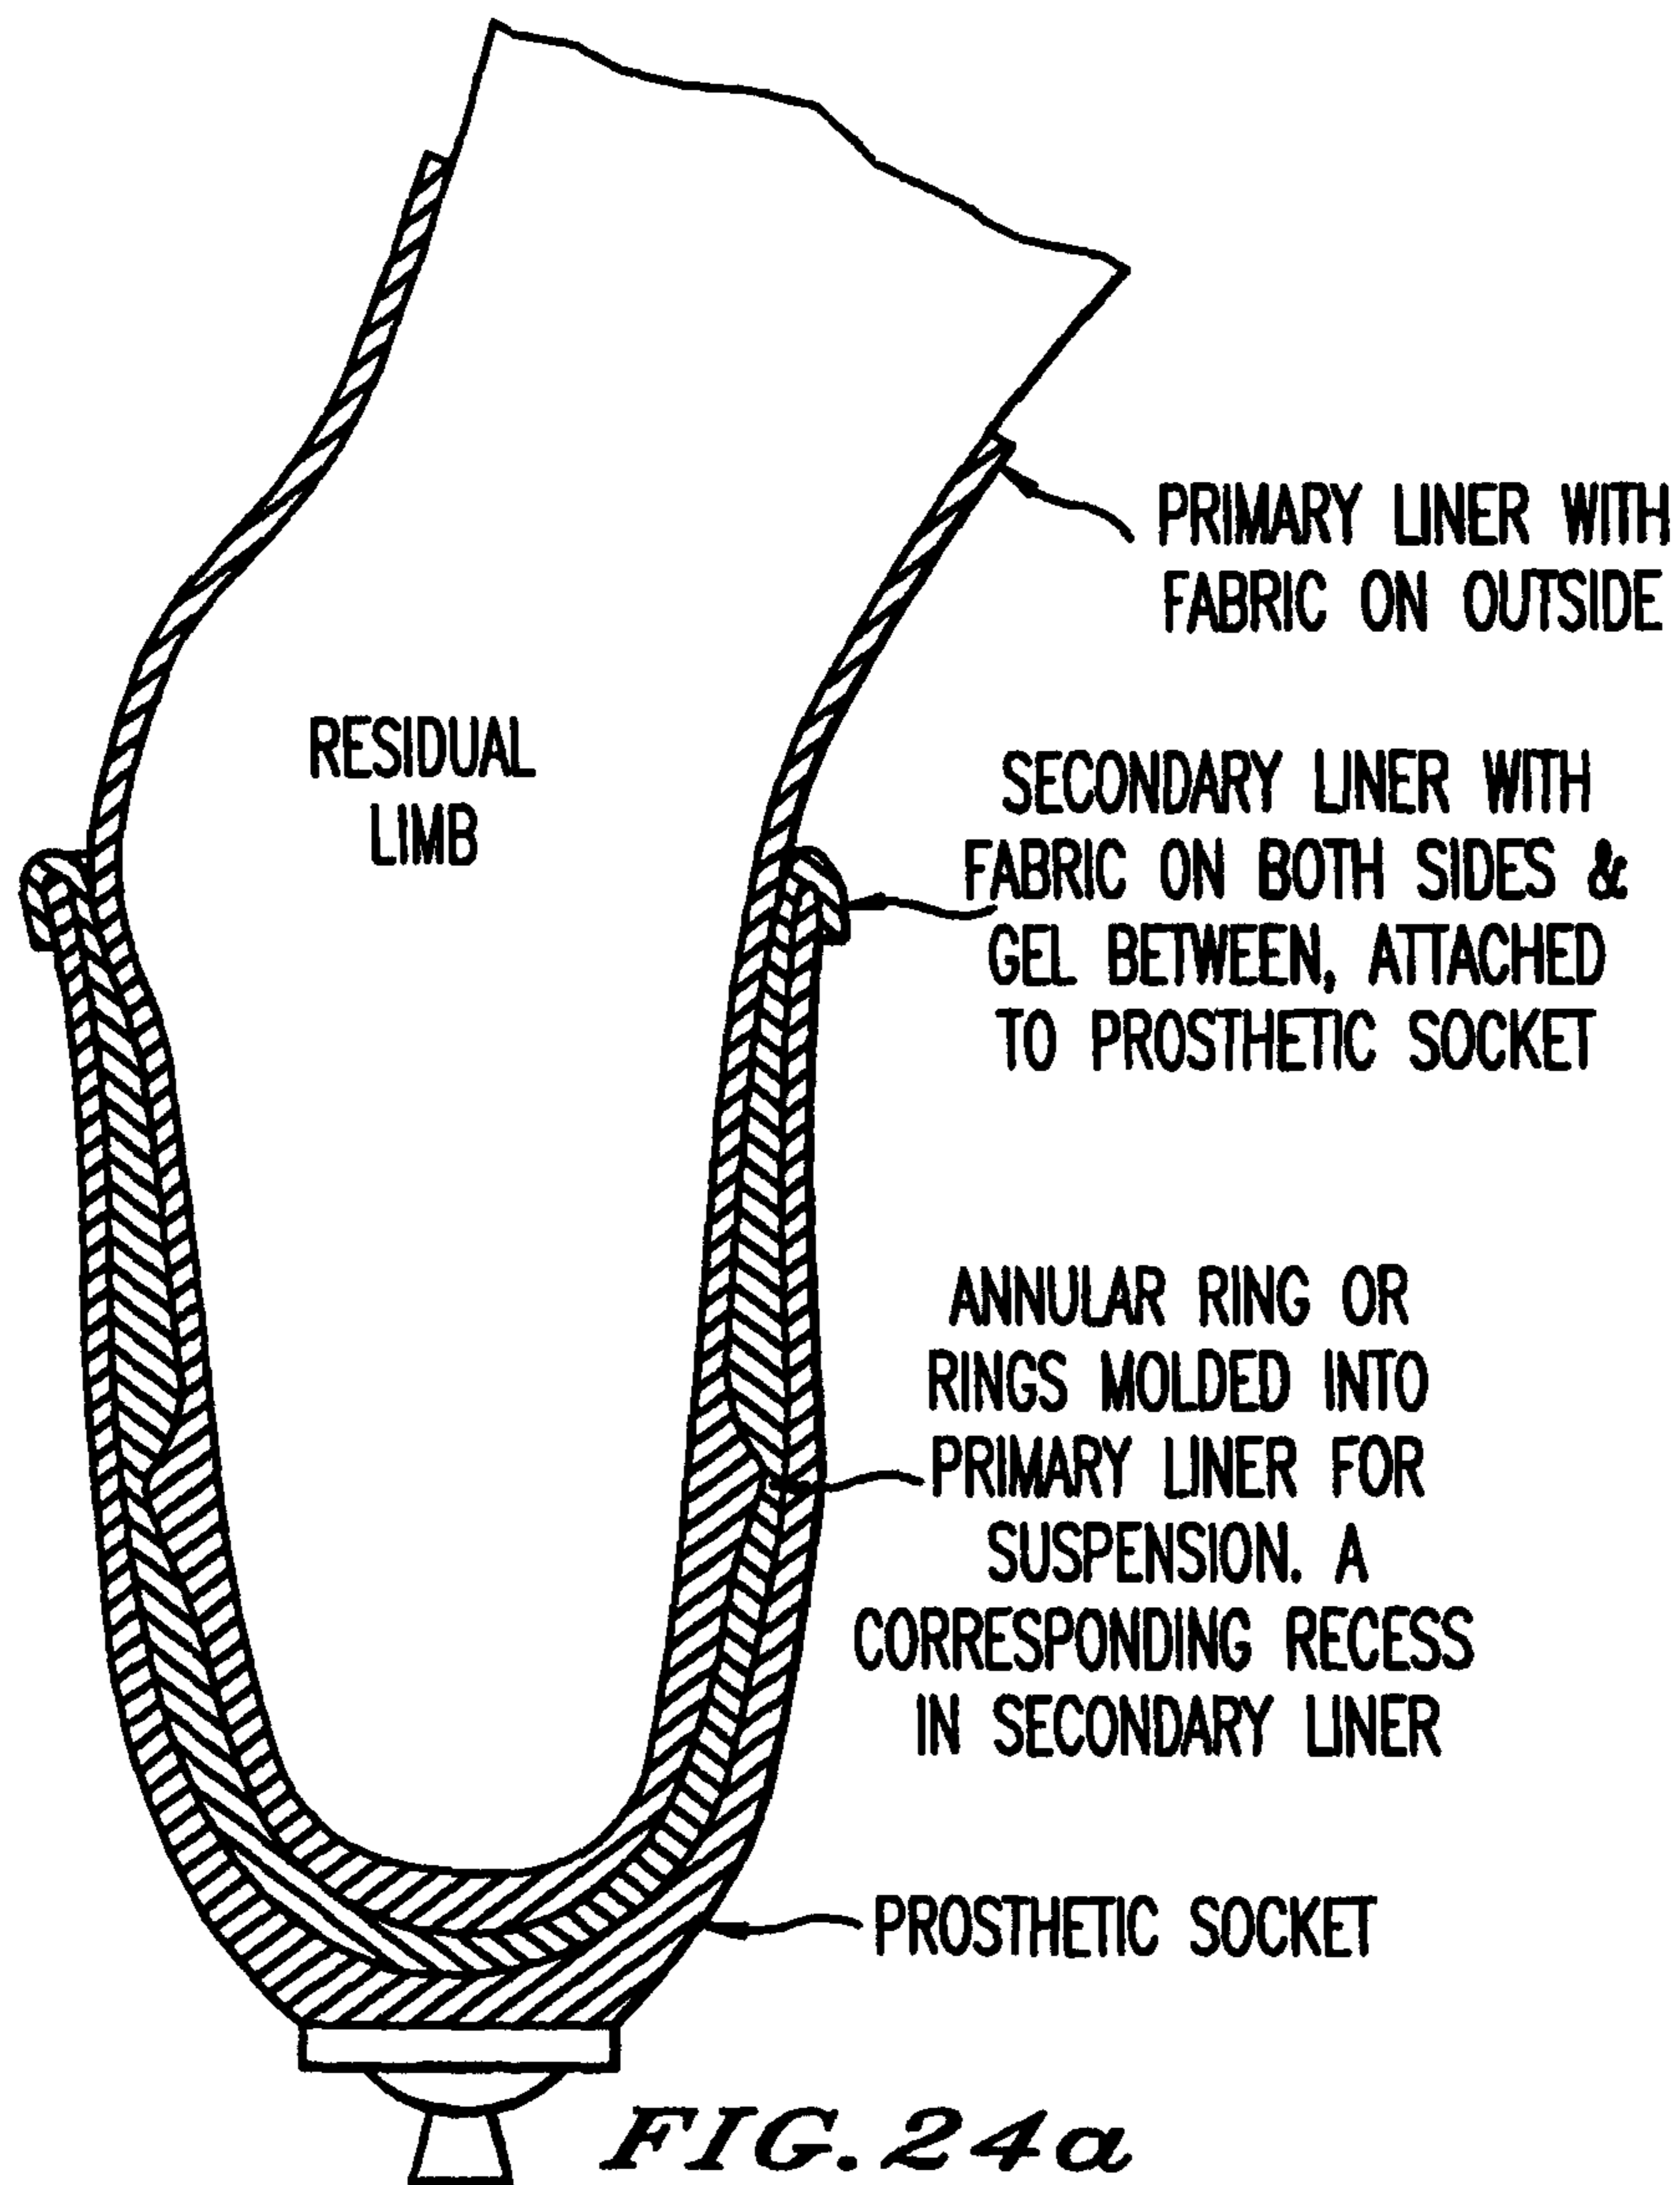 PRIMARY LINER WITH
FABRIC ON OUTSIDE
RESIDUAL
LIMB
SECONDARY LINER WITH
FABRIC ON BOTH SIDES &
GEL BETWEEN, ATTACHED
TO PROSTHETIC SOCKET
ANNULAR RING OR
RINGS MOLDED INTO
PRIMARY LINER FOR
SUSPENSION. A
CORRESPONDING RECESS
IN SECONDARY LINER
PROSTHETIC SOCKET
FIG. 24a